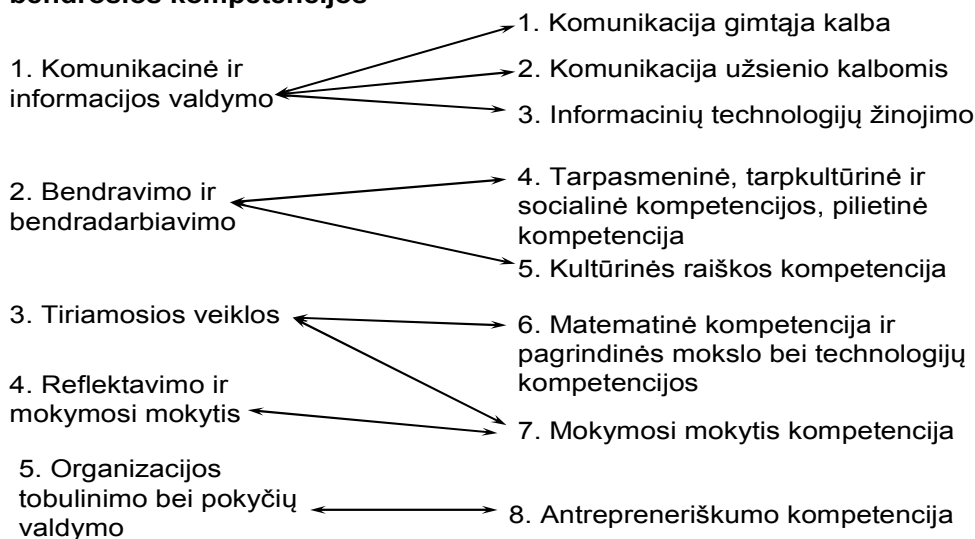 bendrosios kompetencijos
1. Komunikacinė ir
informacijos valdymo
2. Bendravimo ir
bendradarbiavimo
3. Tiriamosios veiklos
4. Reflektavimo ir
mokymosi mokytis
5. Organizacijos
tobulinimo bei pokyčių
valdymo
1. Komunikacija gimtąja kalba
2. Komunikacija užsienio kalbomis
3. Informacinių technologijų žinojimo
4. Tarpasmeninė, tarpkultūrinė ir
socialinė kompetencijos, pilietinė
kompetencija
5. Kultūrinės raiškos kompetencija
6. Matematinė kompetencija ir
pagrindinės mokslo bei technologijų
kompetencijos
7. Mokymosi mokytis kompetencija
8. Antrepreneriškumo kompetencija